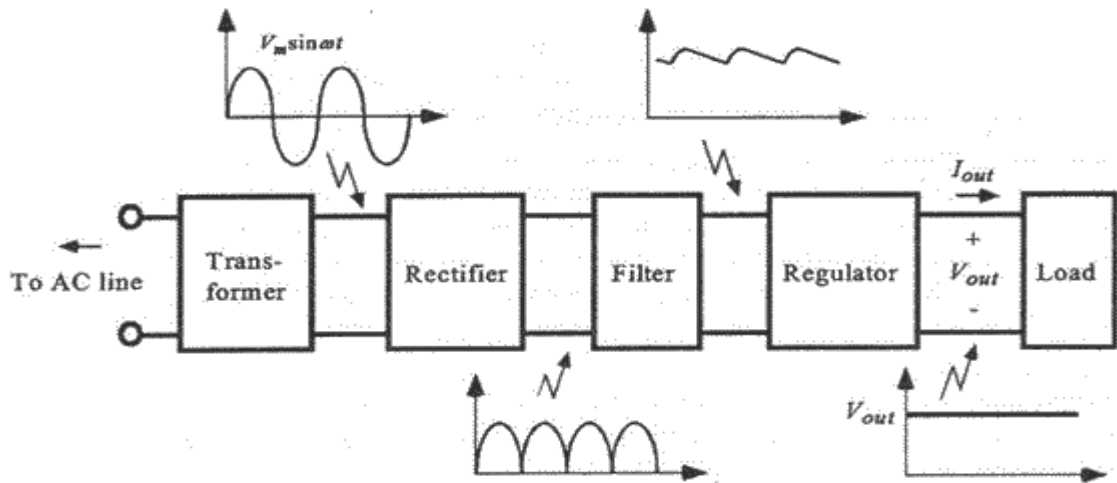 V_m sin ωt
I_out
To AC line
Trans-
former
Rectifier
Filter
Regulator
+
V_out
-
Load
V_out